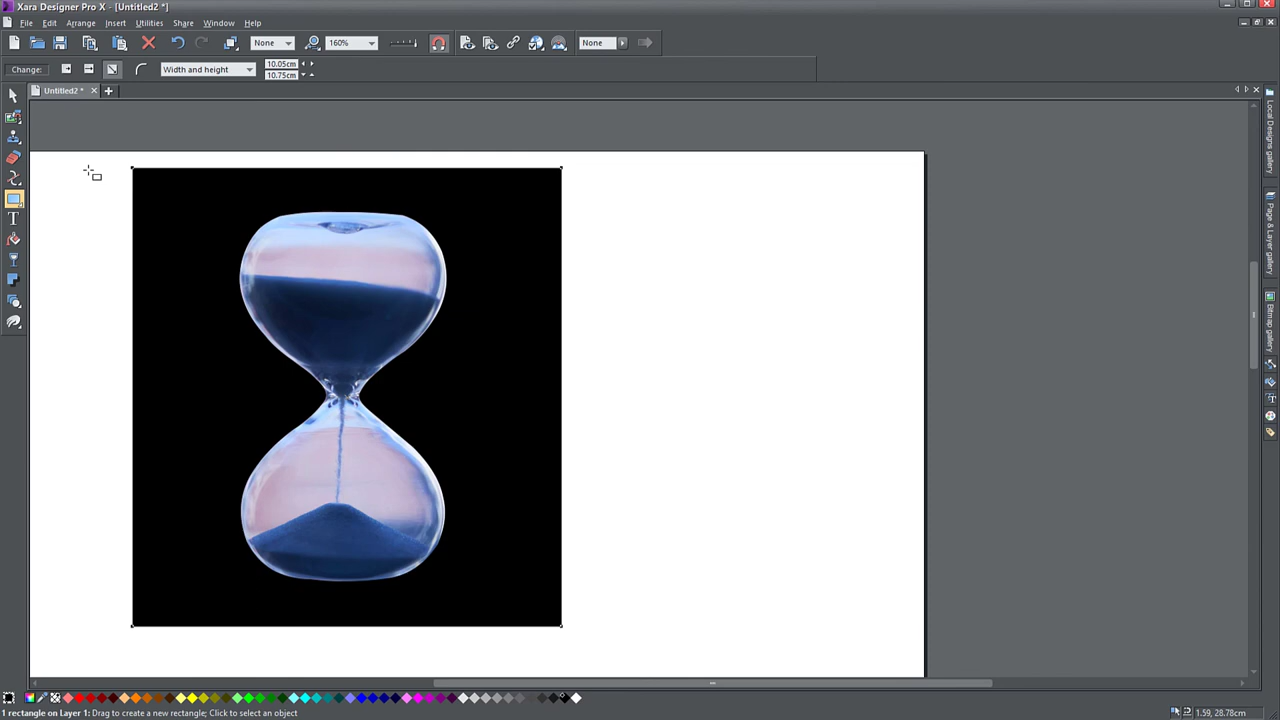 Xara Designer Pro X - [Untitled2 *]
File Edit Arrange Insert Utilities Share Window Help
None 160% None
Change: Width and height 10.05cm
10.75cm
Untitled2 *
Local Designs gallery
Page & Layer gallery
Bitmap gallery
1 rectangle on Layer 1: Drag to create a new rectangle; Click to select an object
1.59, 28.78cm